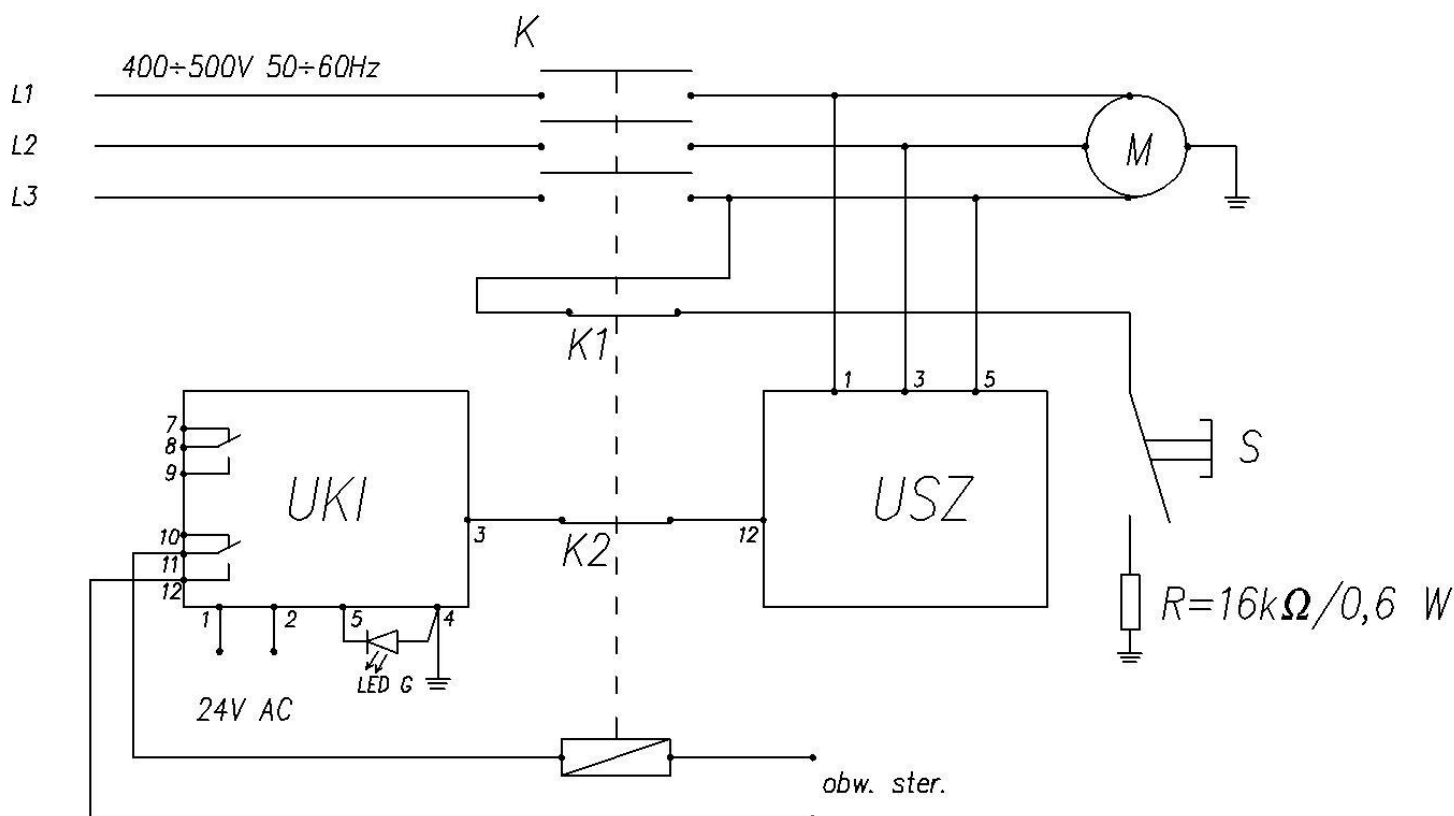 K
400÷500V 50÷60Hz
L1
L2
M
L3
K1
1 3 5
7
8
9
UKI
USZ
S
3
12
K2
10
11
12
1 2 5 4
R=16kΩ/0,6 W
LED G
24V AC
obw. ster.